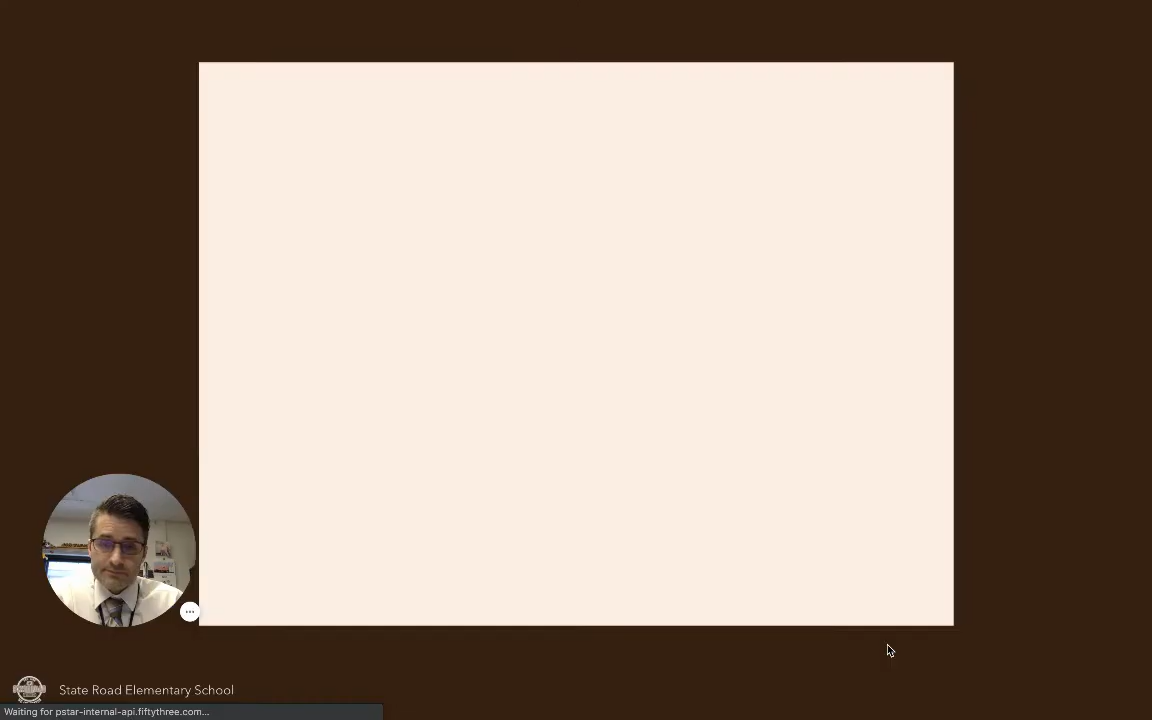 State Road Elementary School
Waiting for pstar-internal-api.fiftythree.com...